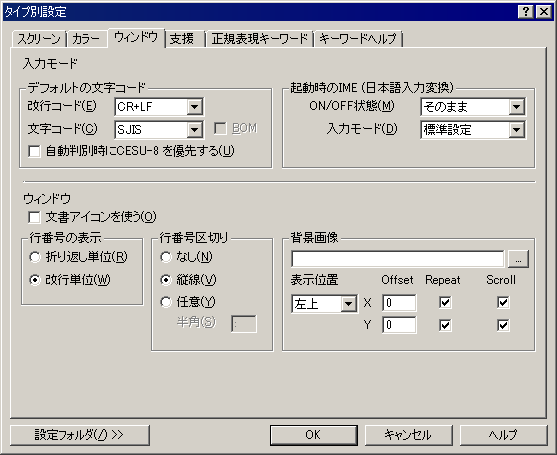 タイプ別設定
スクリーン カラー ウィンドウ 支援 正規表現キーワード キーワードヘルプ
入力モード
デフォルトの文字コード
改行コード(E) CR+LF
文字コード(C) SJIS BOM
自動判別時にCESU-8 を優先する(U)
起動時のIME (日本語入力変換)
ON/OFF状態(M) そのまま
入力モード(D) 標準設定
ウィンドウ
文書アイコンを使う(O)
行番号の表示
折り返し単位(R)
改行単位(W)
行番号区切り
なし(N)
縦線(V)
任意(Y)
半角(S) :
背景画像
...
表示位置 Offset Repeat Scroll
左上 X 0
Y 0
設定フォルダ(/) >> OK キャンセル ヘルプ